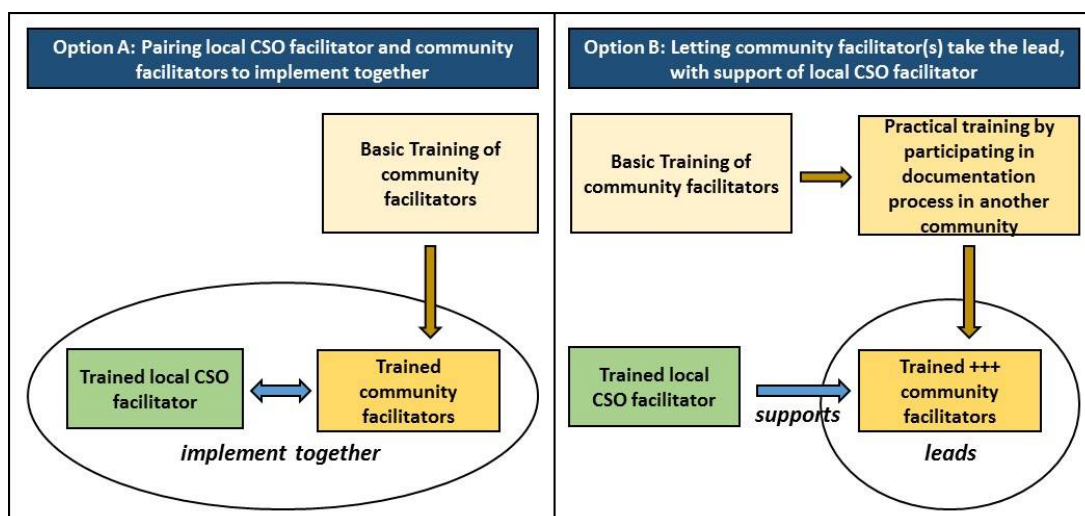 Option A: Pairing local CSO facilitator and community
facilitators to implement together
Basic Training of
community
facilitators
Trained local CSO
facilitator
Trained
community
facilitators
implement together
Option B: Letting community facilitator(s) take the lead,
with support of local CSO facilitator
Basic Training of
community facilitators
Practical training by
participating in
documentation
process in another
community
Trained local
CSO facilitator
supports
Trained +++
community
facilitators
leads